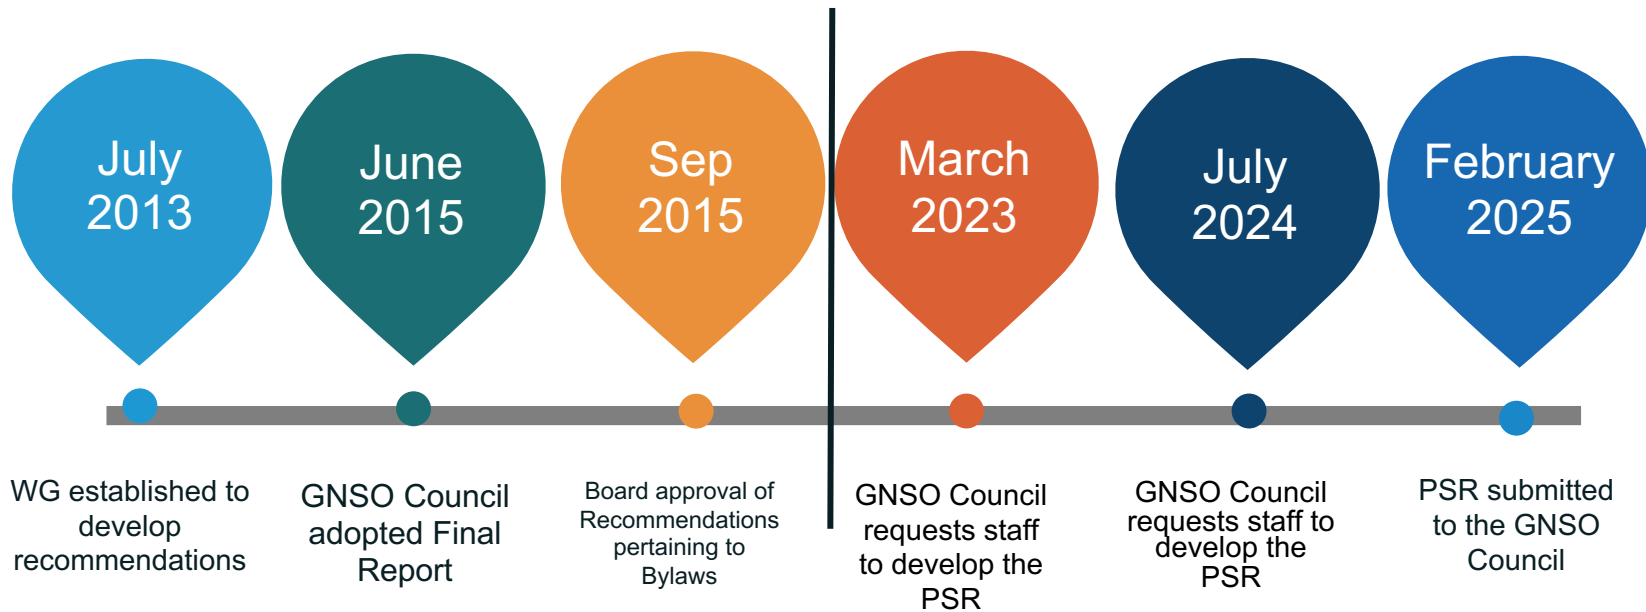 July
2013
June
2015
Sep
2015
March
2023
July
2024
February
2025
WG established to
develop
recommendations
GNSO Council
adopted Final
Report
Board approval of
Recommendations
pertaining to
Bylaws
GNSO Council
requests staff
to develop the
PSR
GNSO Council
requests staff to
develop the
PSR
PSR submitted
to the GNSO
Council